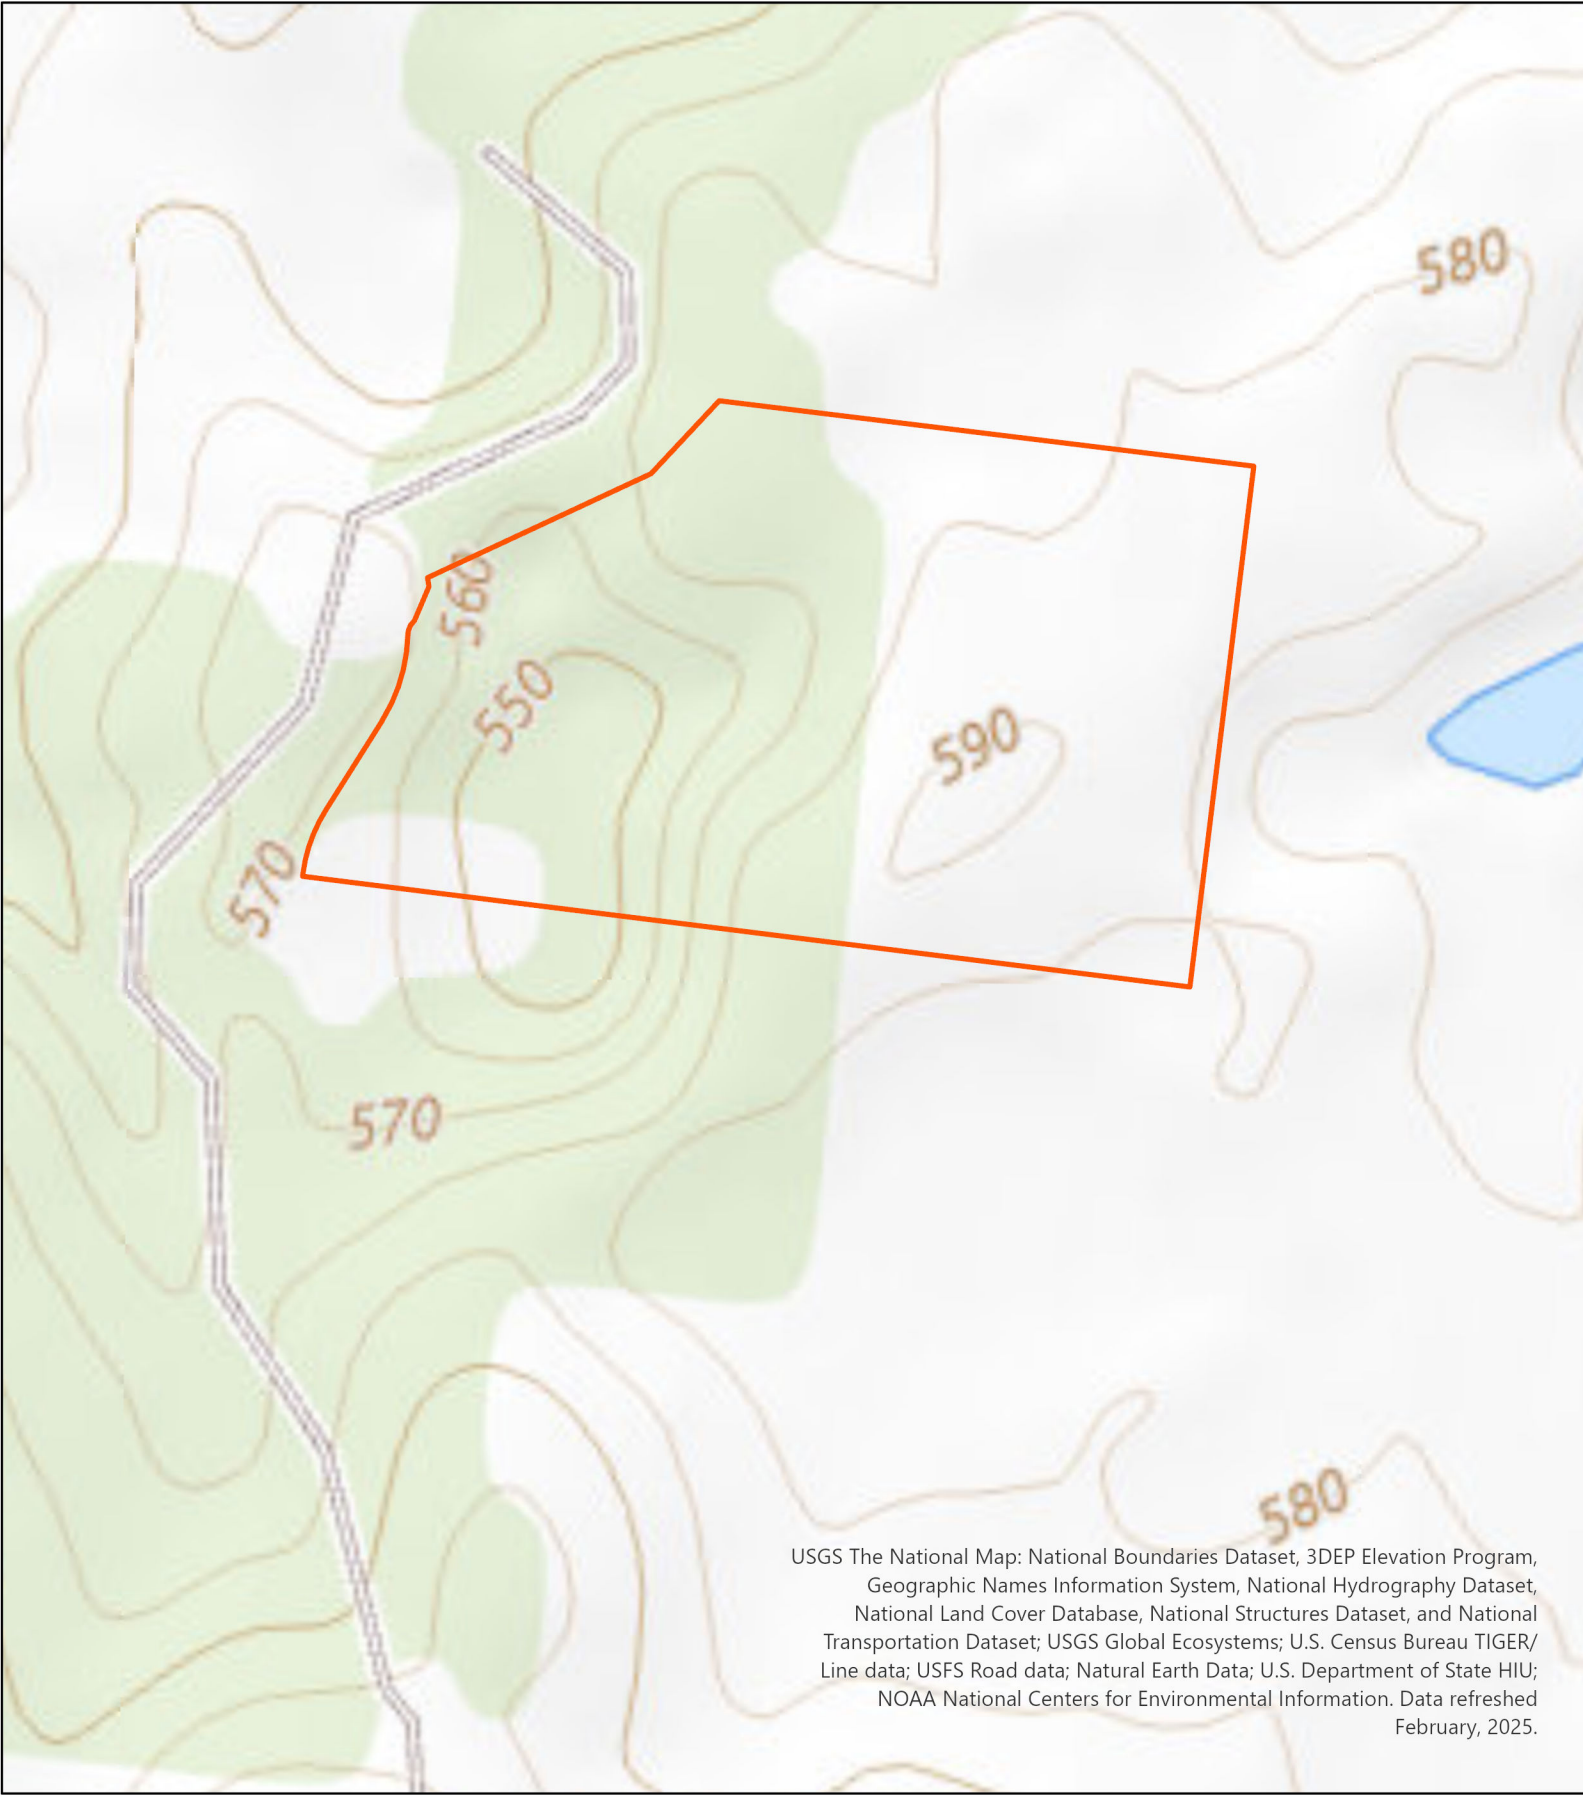 580
560
550
590
570
570
580
USGS The National Map: National Boundaries Dataset, 3DEP Elevation Program,
Geographic Names Information System, National Hydrography Dataset,
National Land Cover Database, National Structures Dataset, and National
Transportation Dataset; USGS Global Ecosystems; U.S. Census Bureau TIGER/
Line data; USFS Road data; Natural Earth Data; U.S. Department of State HIU;
NOAA National Centers for Environmental Information. Data refreshed
February, 2025.